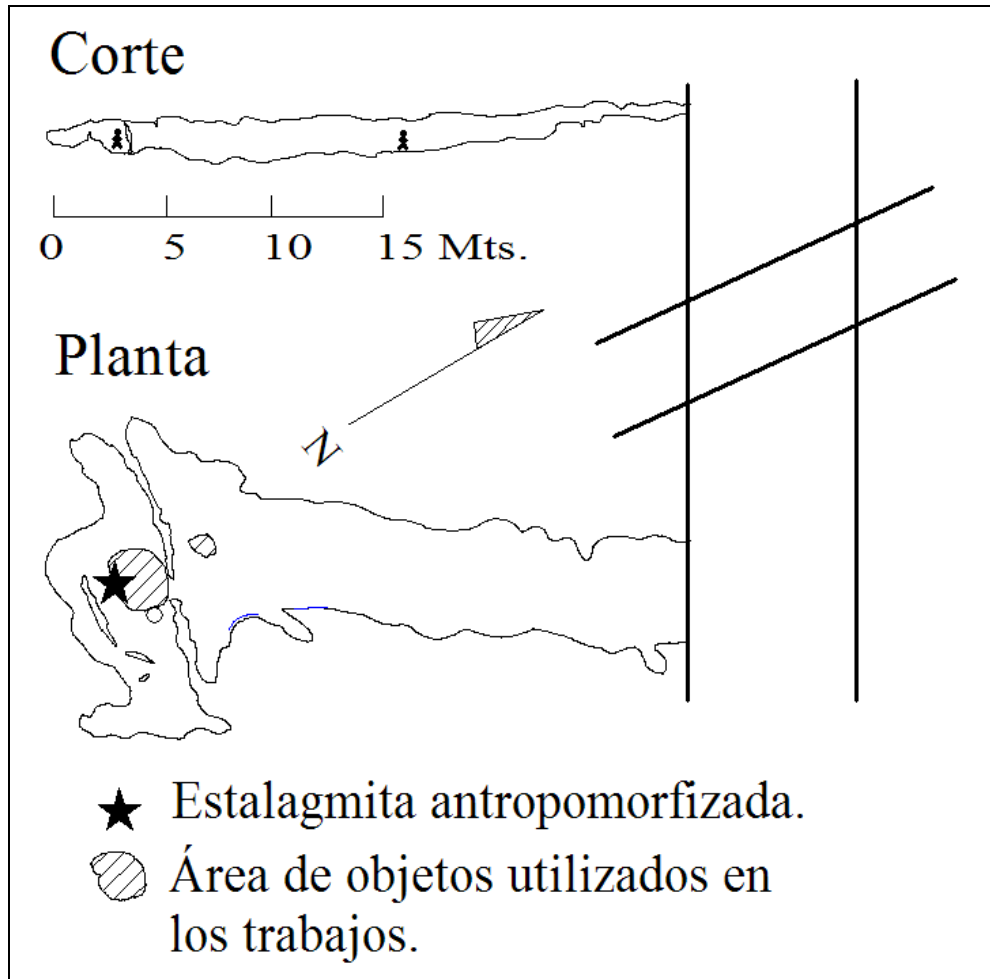 Corte
0 5 10 15 Mts.
Planta
N
Estalagmita antropomorfizada.
Área de objetos utilizados en
los trabajos.